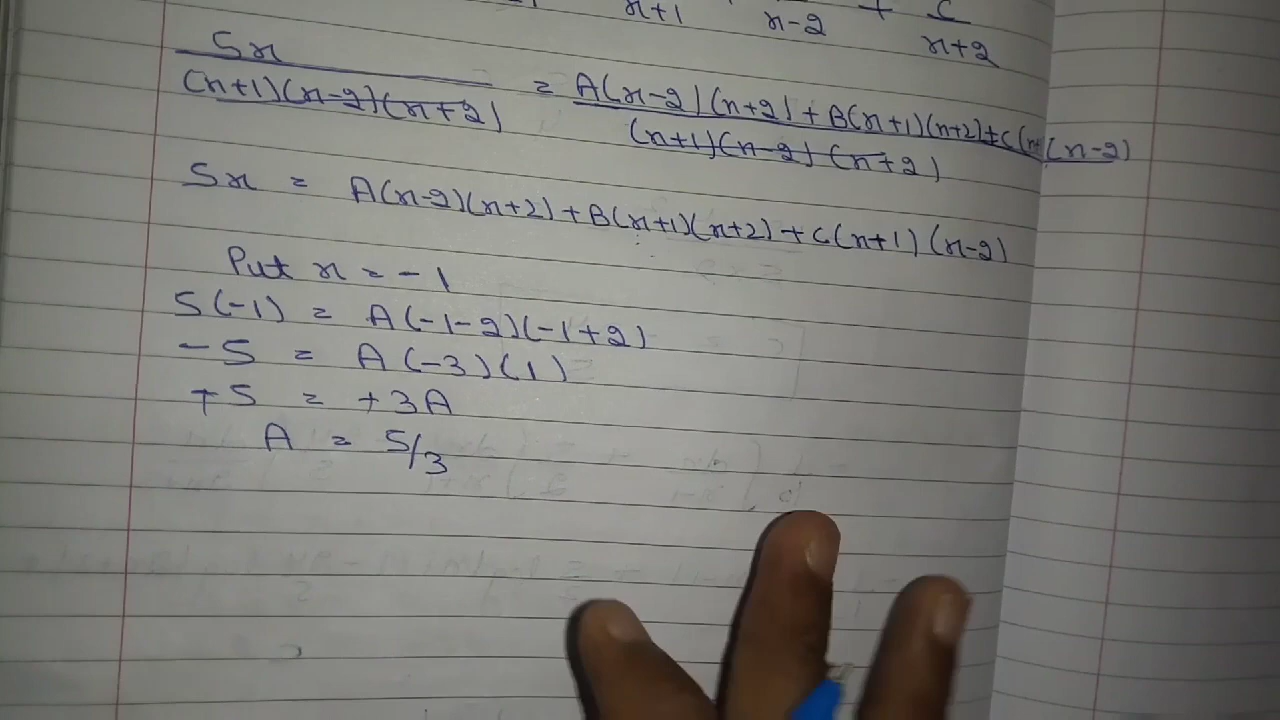 x+1 x-2 + C x+2
5x / (x+1)(x-2)(x+2) = A(x-2)(x+2) + B(x+1)(x+2) + C(x (x-2) / (x+1)(x-2)(x+2)
5x = A(x-2)(x+2) + B(x+1)(x+2) + C(x+1)(x-2)
Put x = -1
5(-1) = A(-1-2)(-1+2)
-5 = A(-3)(1)
+5 = +3A
A = 5/3